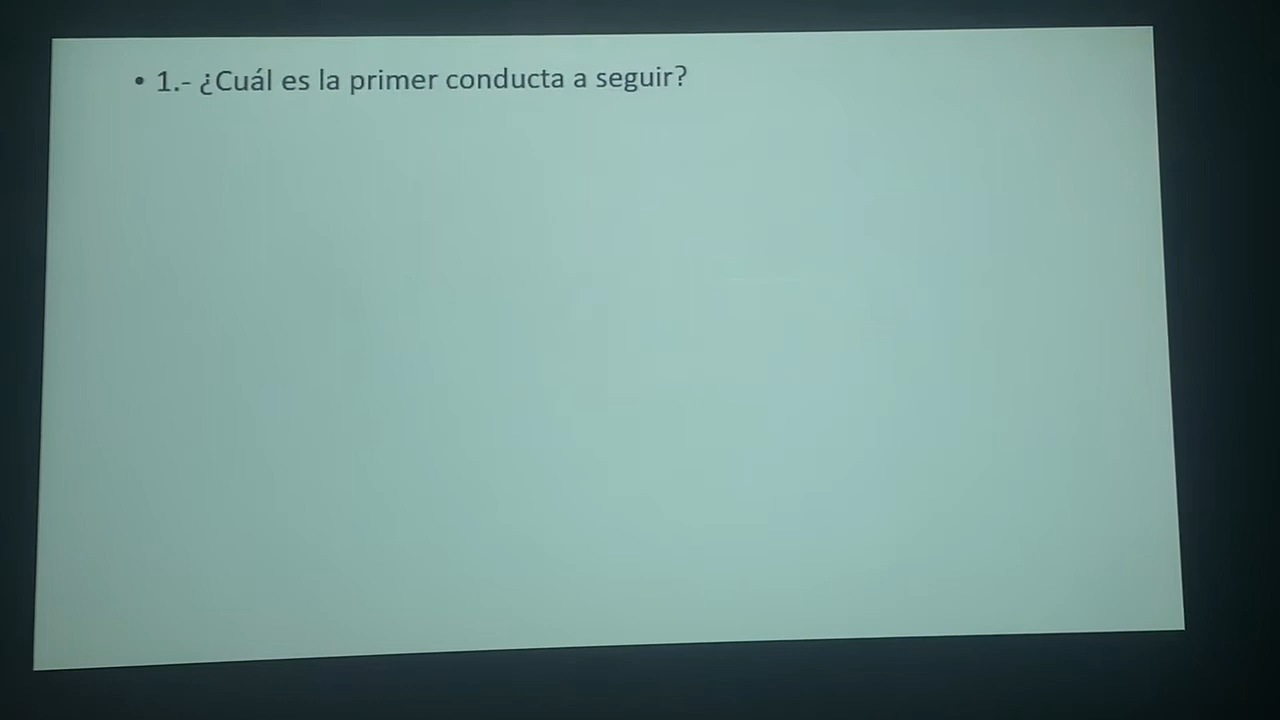 • 1.- ¿Cuál es la primer conducta a seguir?